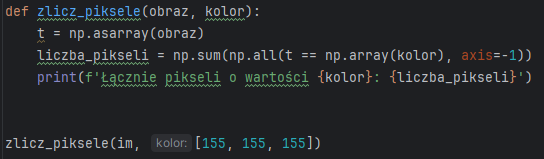 def zlicz_piksele(obraz, kolor):
    t = np.asarray(obraz)
    liczba_pikseli = np.sum(np.all(t == np.array(kolor), axis=-1))
    print(f'Łącznie pikseli o wartości {kolor}: {liczba_pikseli}')
zlicz_piksele(im, kolor: [155, 155, 155])